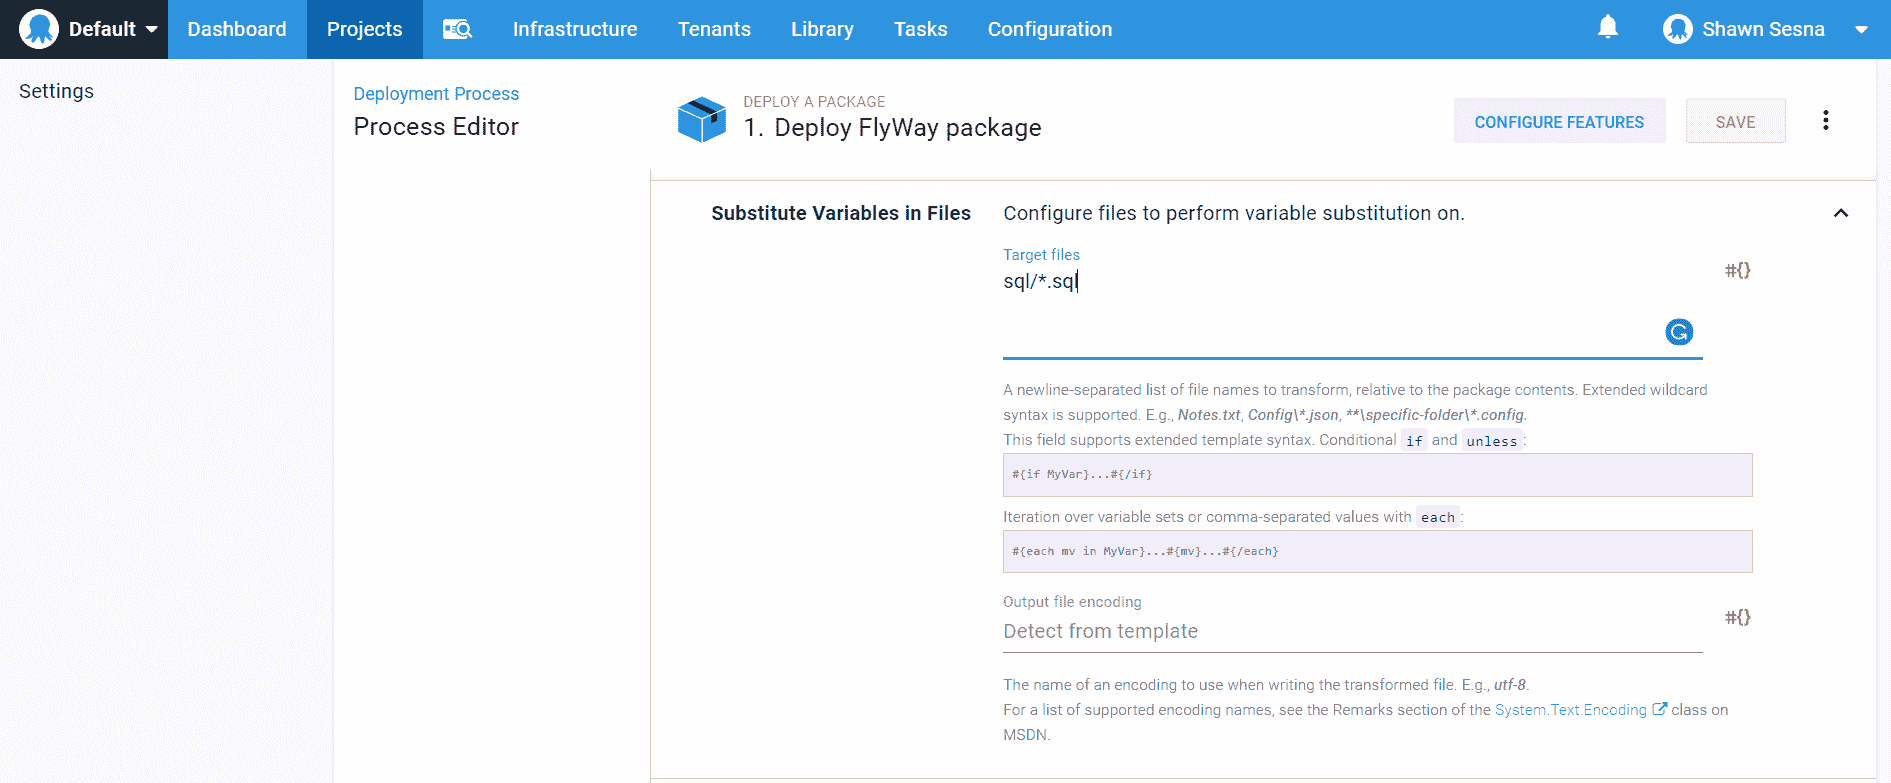 Default
Dashboard
Projects
Infrastructure
Tenants
Library
Tasks
Configuration
Shawn Sesna
Settings
Deployment Process
Process Editor
DEPLOY A PACKAGE
1. Deploy FlyWay package
CONFIGURE FEATURES
SAVE
Substitute Variables in Files
Configure files to perform variable substitution on.
Target files
sql/*.sql
#{}
A newline-separated list of file names to transform, relative to the package contents. Extended wildcard
syntax is supported. E.g., Notes.txt, Config\*.json, **\specific-folder\*.config.
This field supports extended template syntax. Conditional if and unless:
#{if MyVar}...#{/if}
Iteration over variable sets or comma-separated values with each:
#{each mv in MyVar}...#{mv}...#{/each}
Output file encoding
Detect from template
#{}
The name of an encoding to use when writing the transformed file. E.g., utf-8.
For a list of supported encoding names, see the Remarks section of the System.Text.Encoding class on
MSDN.